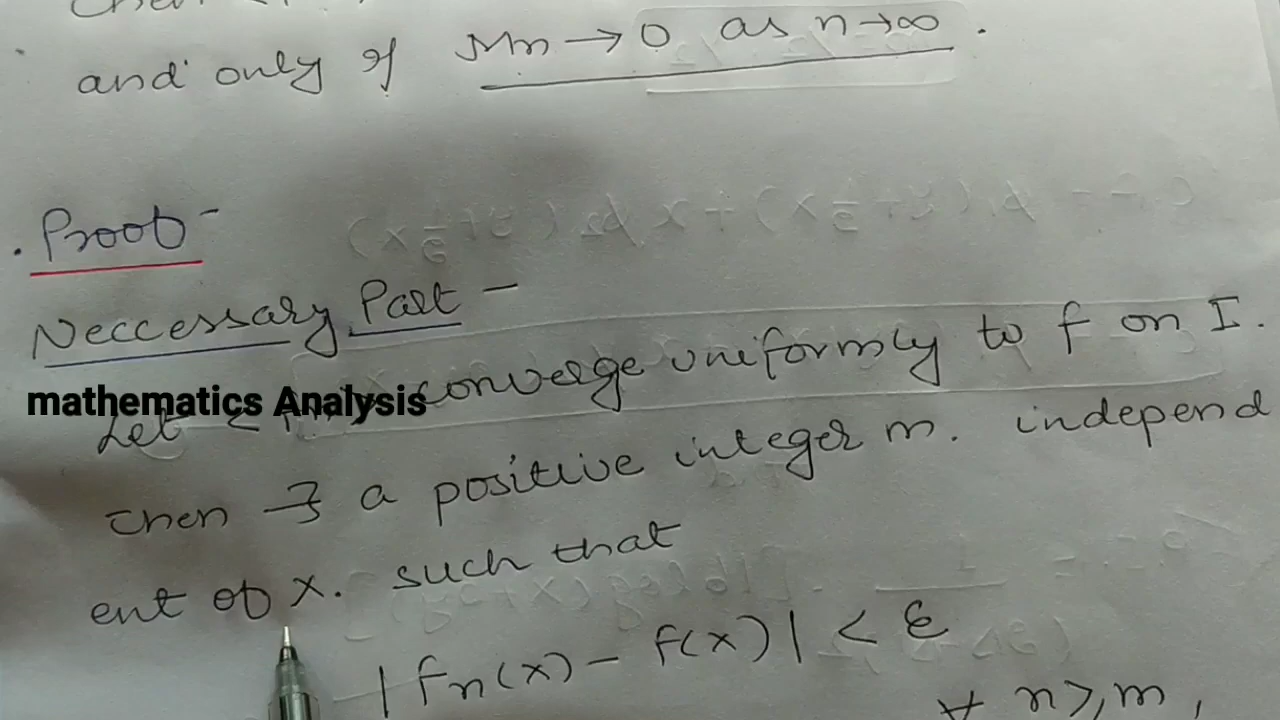 and only if Mn → 0 as n→∞.
Proof -
Neccessary Part -
mathematics Analysis
Let < fn > converge uniformly to f on I.
then ∃ a positive integer m. independ
ent of x. such that
| fn(x) - f(x) | < ε
∀ n ≥, m ,